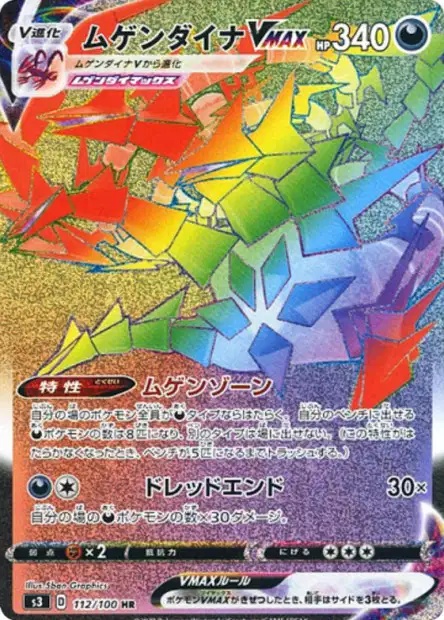 V進化
ムゲンダイナVMAX HP340
ムゲンダイナVから進化
ムゲンダイマックス
特性 とくせい ムゲンゾーン
自分の場のポケモン全員がタイプならはたらく。自分のベンチに出せる
ポケモンの数は8匹になり、別のタイプは場に出せない。(この特性が
はたらかなくなったとき、ベンチが5匹になるまでトラッシュする。)
ドレッドエンド 30×
自分の場のポケモンの数×30ダメージ。
弱点 ×2 抵抗力 にげる
Illus. 5ban Graphics
VMAXルール
s3 D 112/100 HR
ポケモンVMAXがきぜつしたとき、相手はサイドを3枚とる。